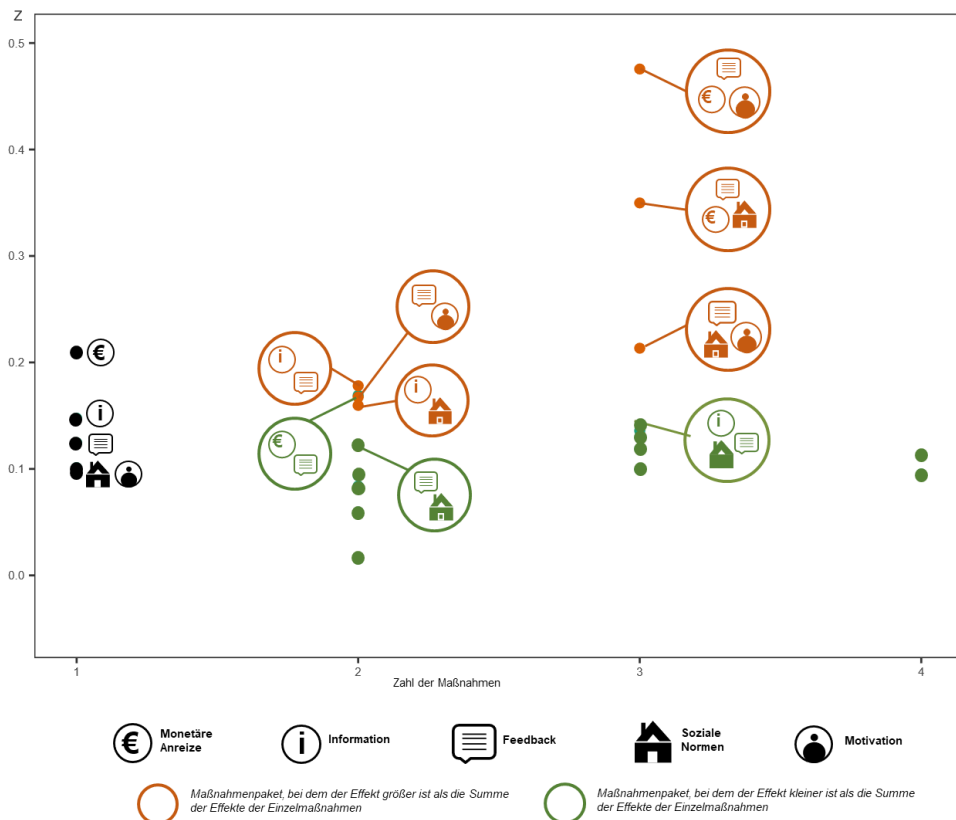 Z
0.5
0.4
0.3
0.2
0.1
0.0
€
i
i
€
i
€
€
i
1
2
3
4
Zahl der Maßnahmen
€
Monetäre
Anreize
i
Information
Feedback
Soziale
Normen
Motivation
Maßnahmenpaket, bei dem der Effekt größer ist als die Summe
der Effekte der Einzelmaßnahmen
Maßnahmenpaket, bei dem der Effekt kleiner ist als die Summe
der Effekte der Einzelmaßnahmen